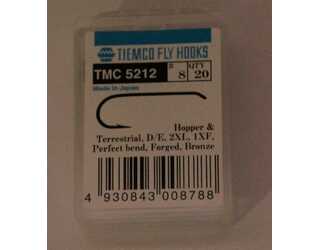 TIEMCO FLY HOOKS
TMC 5212 # 8 QTY 20
Made in Japan
Hopper &
Terrestrial, D/E, 2XL, 1XF,
Perfect bend, Forged, Bronze
4 930843 008788